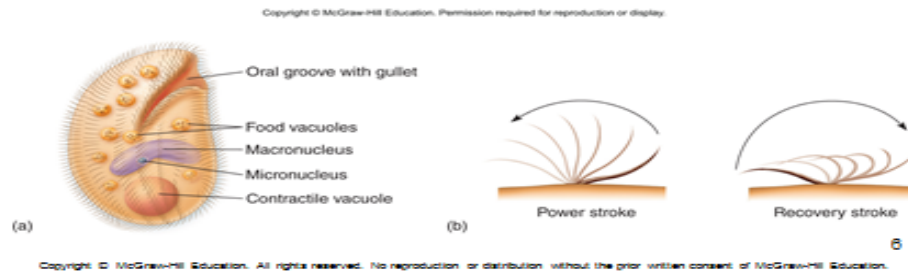 Copyright © McGraw-Hill Education. Permission required for reproduction or display.
Oral groove with gullet
Food vacuoles
Macronucleus
Micronucleus
Contractile vacuole
(a)
(b)
Power stroke
Recovery stroke
6
Copyright © McGraw-Hill Education. All rights reserved. No reproduction or distribution without the prior written consent of McGraw-Hill Education.